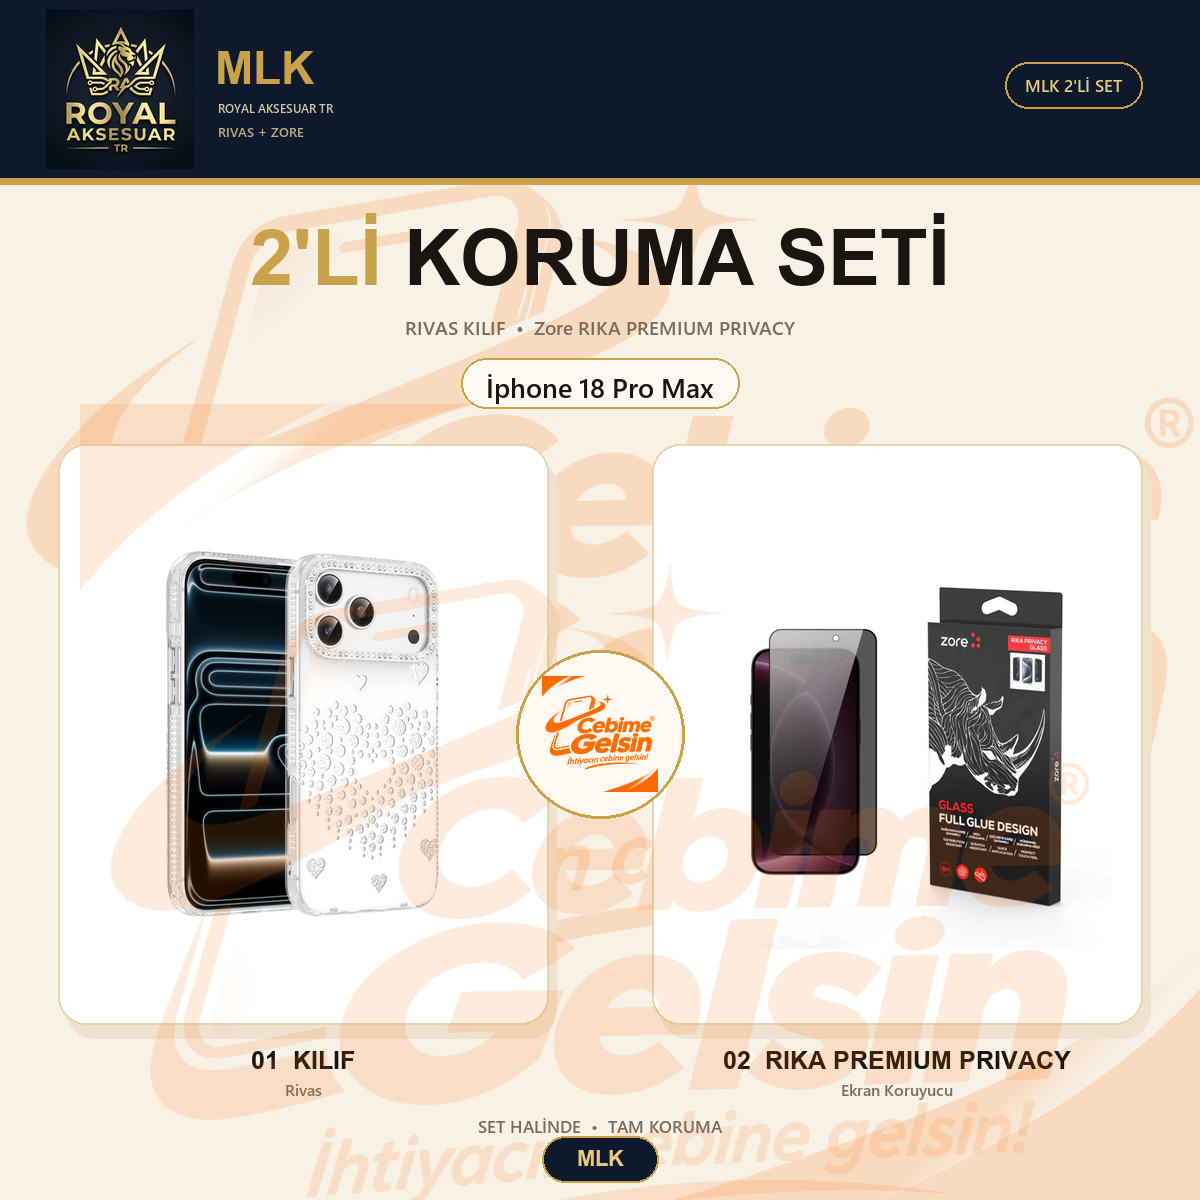 ROYAL
AKSESUAR
TR
MLK
ROYAL AKSESUAR TR
RIVAS + ZORE
MLK 2'Lİ SET
2'Lİ KORUMA SETİ
RIVAS KILIF • Zore RIKA PREMIUM PRIVACY
İphone 18 Pro Max
zore
RIKA PRIVACY
GLASS
GLASS
FULL GLUE DESIGN
zore
Cebime
Gelsin®
İhtiyacın cebine gelsin!
Cebime®
Gelsin
İhtiyacın cebine gelsin!
01 KILIF
Rivas
02 RIKA PREMIUM PRIVACY
Ekran Koruyucu
SET HALİNDE • TAM KORUMA
MLK